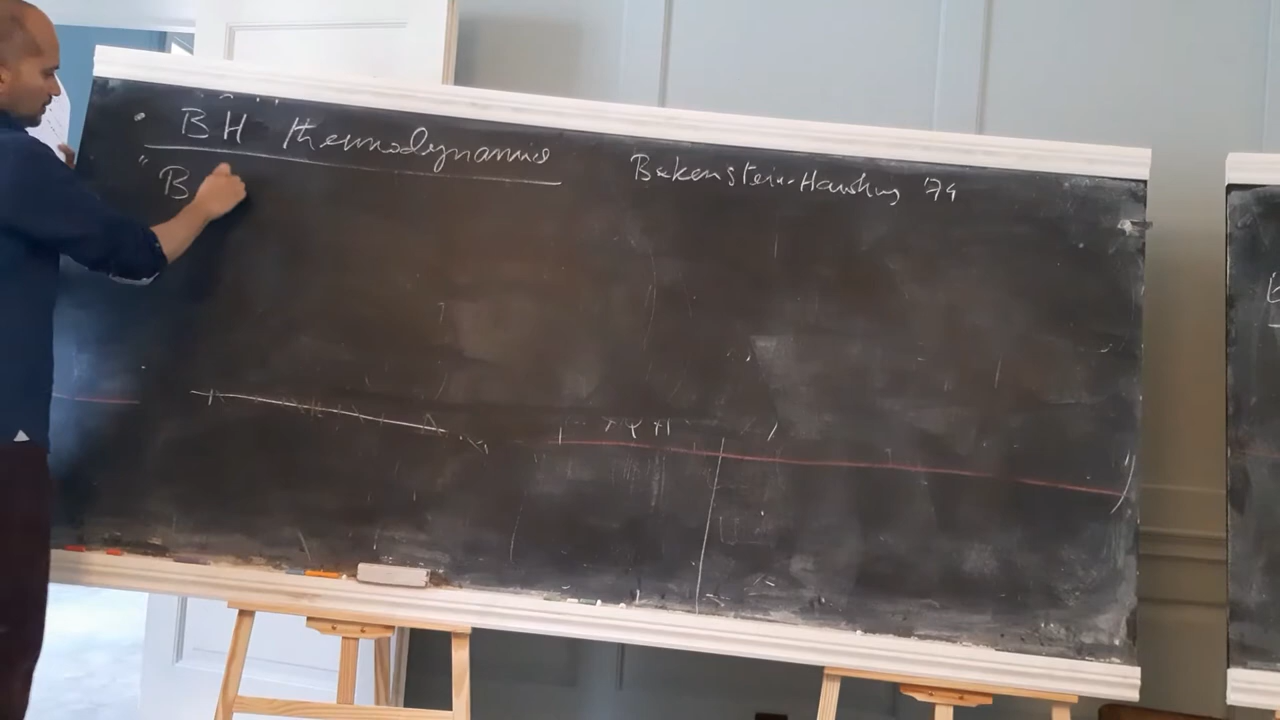 • BH thermodynamics
Bekenstein-Hawking '74
" B